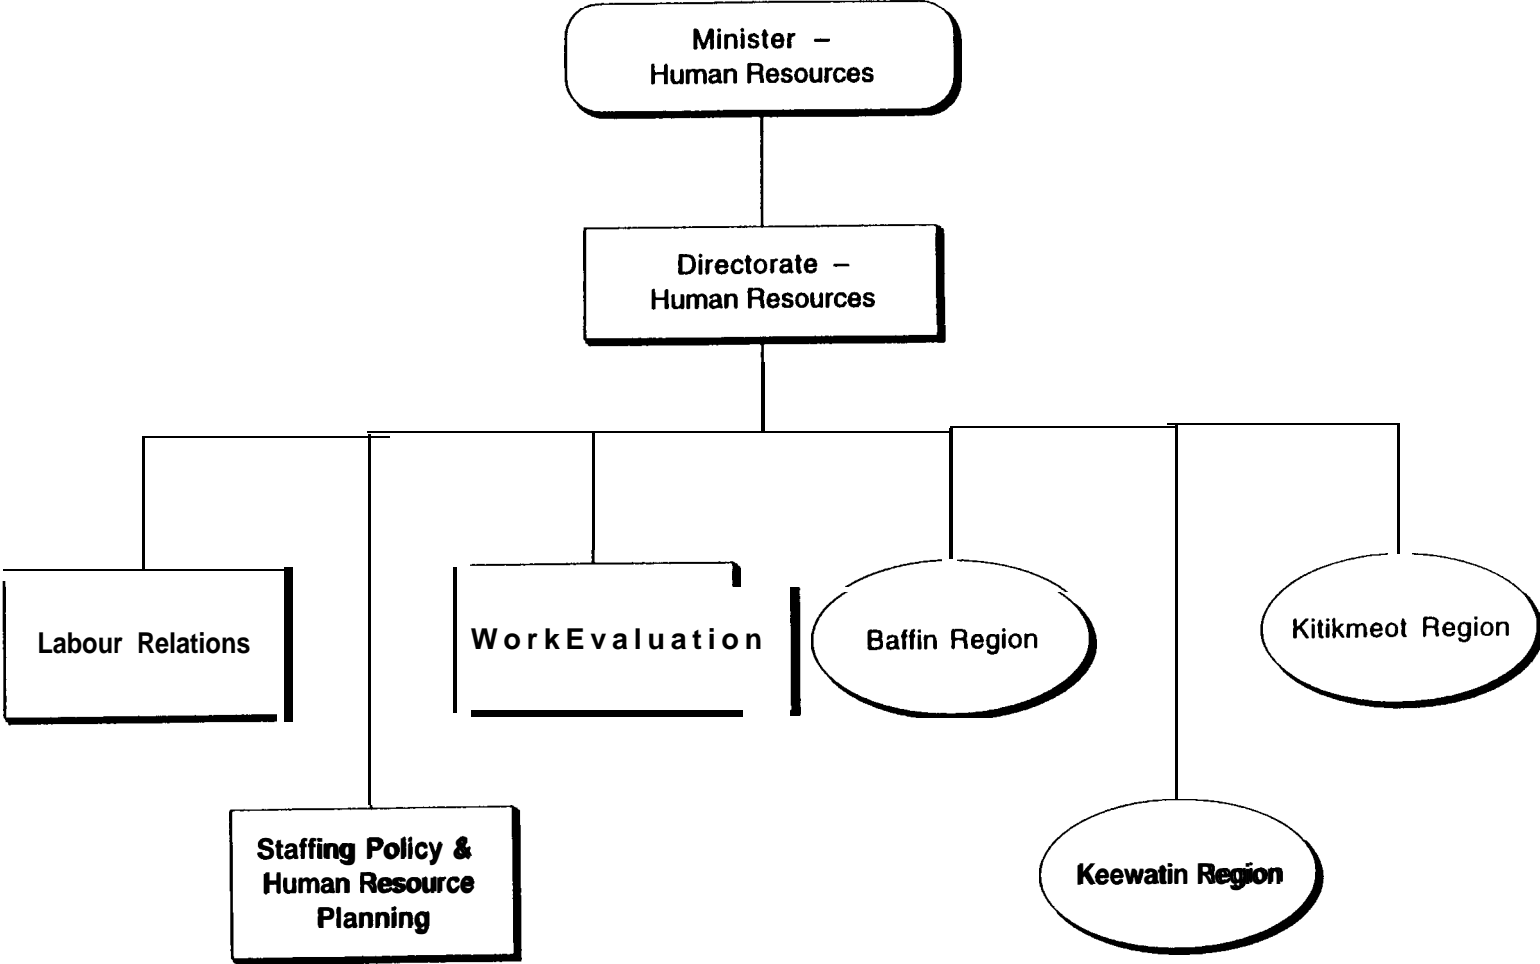 Minister –
Human Resources
Directorate –
Human Resources
Labour Relations
WorkEvaluation
Baffin Region
Kitikmeot Region
Staffing Policy &
Human Resource
Planning
Keewatin Region